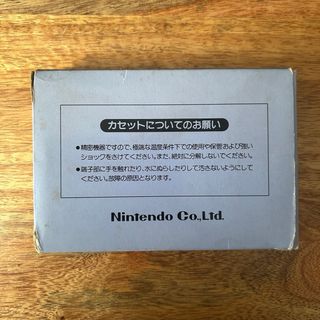 カセットについてのお願い
●精密機器ですので、極端な温度条件下での使用や保管および強い
ショックをさけてください。また、絶対に分解しないでください。
●端子部に手を触れたり、水にぬらしたりして汚さないようにして
ください。故障の原因となります。
Nintendo Co.,Ltd.